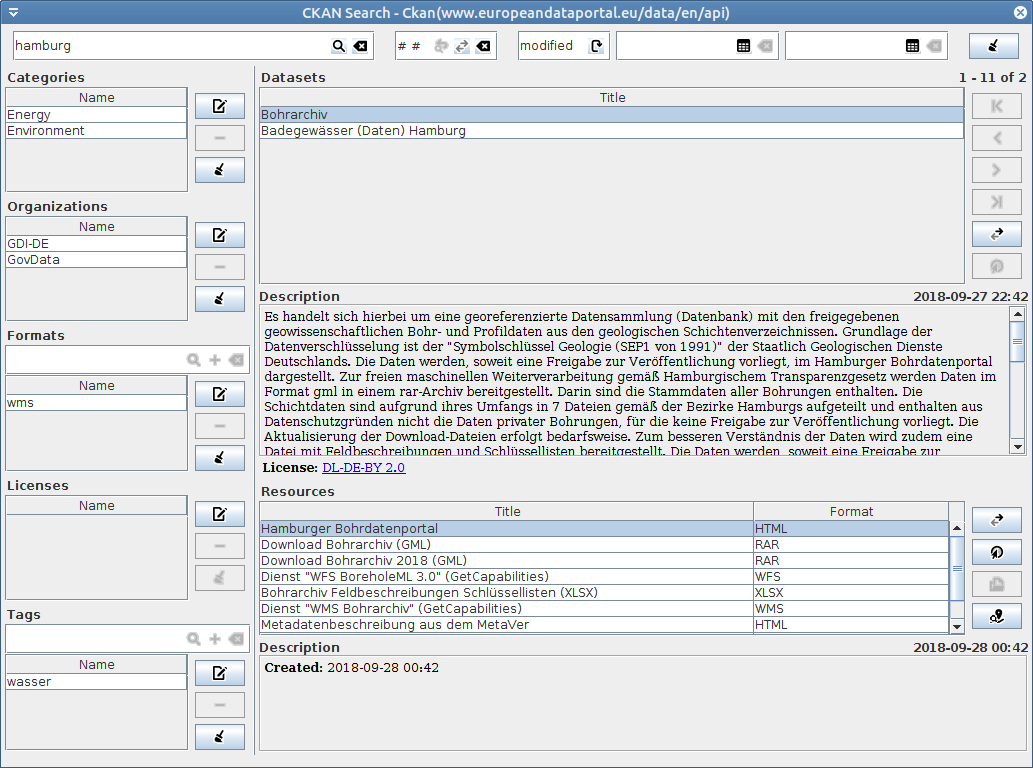 CKAN Search - Ckan(www.europeandataportal.eu/data/en/api)
hamburg
# #
modified
Categories
Name
Energy
Environment
Organizations
Name
GDI-DE
GovData
Formats
Name
wms
Licenses
Name
Tags
Name
wasser
Datasets
1 - 11 of 2
Title
Bohrarchiv
Badegewässer (Daten) Hamburg
Description
2018-09-27 22:42
Es handelt sich hierbei um eine georeferenzierte Datensammlung (Datenbank) mit den freigegebenen
geowissenschaftlichen Bohr- und Profildaten aus den geologischen Schichtenverzeichnissen. Grundlage der
Datenverschlüsselung ist der "Symbolschlüssel Geologie (SEP1 von 1991)" der Staatlich Geologischen Dienste
Deutschlands. Die Daten werden, soweit eine Freigabe zur Veröffentlichung vorliegt, im Hamburger Bohrdatenportal
dargestellt. Zur freien maschinellen Weiterverarbeitung gemäß Hamburgischem Transparenzgesetz werden Daten im
Format gml in einem rar-Archiv bereitgestellt. Darin sind die Stammdaten aller Bohrungen enthalten. Die
Schichtdaten sind aufgrund ihres Umfangs in 7 Dateien gemäß der Bezirke Hamburgs aufgeteilt und enthalten aus
Datenschutzgründen nicht die Daten privater Bohrungen, für die keine Freigabe zur Veröffentlichung vorliegt. Die
Aktualisierung der Download-Dateien erfolgt bedarfsweise. Zum besseren Verständnis der Daten wird zudem eine
Datei mit Feldbeschreibungen und Schlüssellisten bereitgestellt. Die Daten werden, soweit eine Freigabe zur
License: DL-DE-BY 2.0
Resources
Title Format
Hamburger Bohrdatenportal HTML
Download Bohrarchiv (GML) RAR
Download Bohrarchiv 2018 (GML) RAR
Dienst "WFS BoreholeML 3.0" (GetCapabilities) WFS
Bohrarchiv Feldbeschreibungen Schlüssellisten (XLSX) XLSX
Dienst "WMS Bohrarchiv" (GetCapabilities) WMS
Metadatenbeschreibung aus dem MetaVer HTML
Description
2018-09-28 00:42
Created: 2018-09-28 00:42